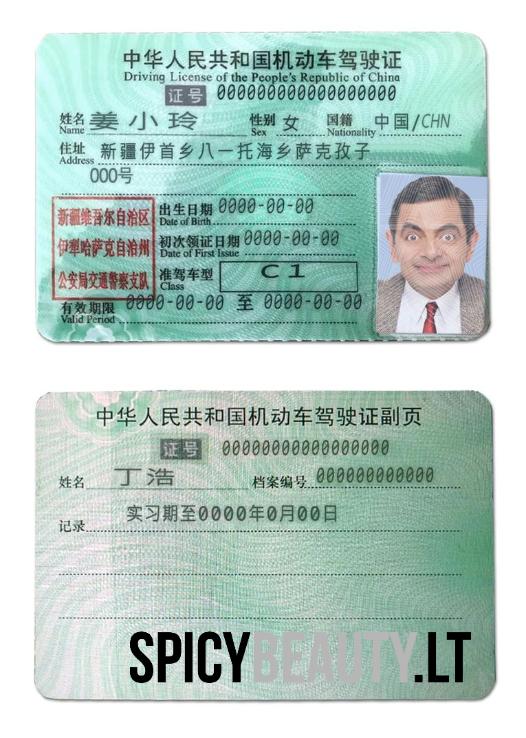 中华人民共和国机动车驾驶证
Driving License of the People's Republic of China
证号 000000000000000000
姓名 姜小玲 性别 女 国籍 中国/CHN
Name Sex Nationality
住址 新疆伊首乡八一托海乡萨克孜子
Address
000号
新疆维吾尔自治区
伊犁哈萨克自治州
公安局交通警察支队
出生日期 0000-00-00
Date of Birth
初次领证日期 0000-00-00
Date of First Issue
准驾车型 C1
Class
有效期限 0000-00-00 至 0000-00-00
Valid Period
中华人民共和国机动车驾驶证副页
证号 000000000000000000
姓名 丁浩 档案编号 000000000000
实习期至0000年0月00日
记录
SPICYBEAUTY.LT